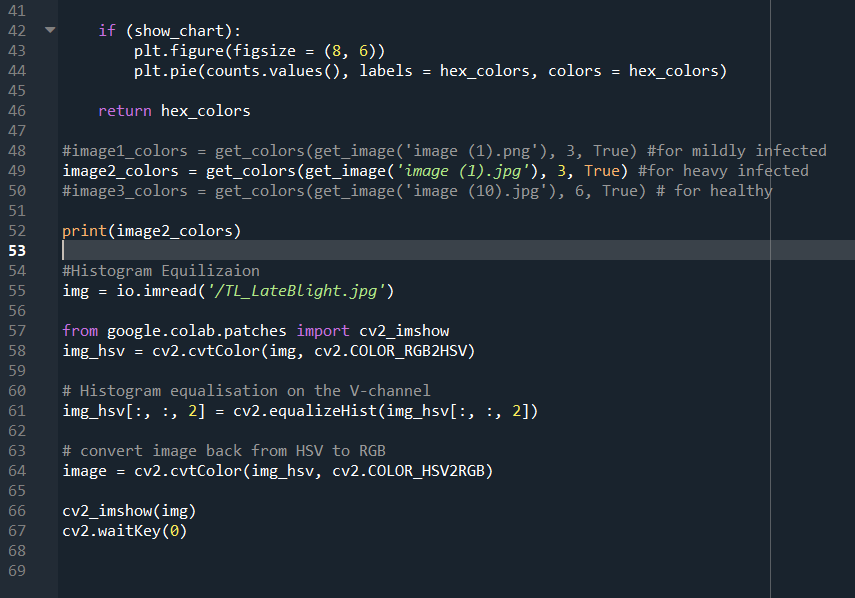 41
42 if (show_chart):
43 plt.figure(figsize = (8, 6))
44 plt.pie(counts.values(), labels = hex_colors, colors = hex_colors)
45
46 return hex_colors
47
48 #image1_colors = get_colors(get_image('image (1).png'), 3, True) #for mildly infected
49 image2_colors = get_colors(get_image('image (1).jpg'), 3, True) #for heavy infected
50 #image3_colors = get_colors(get_image('image (10).jpg'), 6, True) # for healthy
51
52 print(image2_colors)
53
54 #Histogram Equilizaion
55 img = io.imread('/TL_LateBlight.jpg')
56
57 from google.colab.patches import cv2_imshow
58 img_hsv = cv2.cvtColor(img, cv2.COLOR_RGB2HSV)
59
60 # Histogram equalisation on the V-channel
61 img_hsv[:, :, 2] = cv2.equalizeHist(img_hsv[:, :, 2])
62
63 # convert image back from HSV to RGB
64 image = cv2.cvtColor(img_hsv, cv2.COLOR_HSV2RGB)
65
66 cv2_imshow(img)
67 cv2.waitKey(0)
68
69